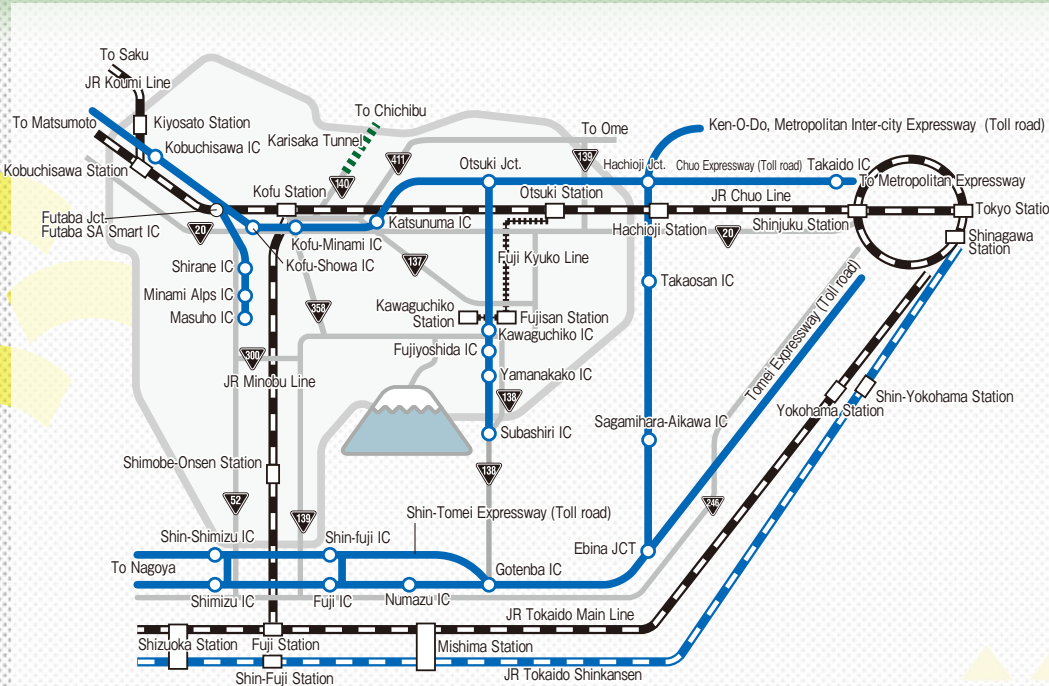 To Saku
JR Koumi Line
To Matsumoto
Kiyosato Station
Kobuchisawa IC
Kobuchisawa Station
Karisaka Tunnel
To Chichibu
140
411
To Ome
139
Ken-O-Do, Metropolitan Inter-city Expressway (Toll road)
Otsuki Jct.
Hachioji Jct.
Chuo Expressway (Toll road)
Takaido IC
To Metropolitan Expressway
Kofu Station
Otsuki Station
JR Chuo Line
Futaba Jct.
Futaba SA Smart IC
20
Katsunuma IC
Kofu-Minami IC
Kofu-Showa IC
Hachioji Station
20
Shinjuku Station
Tokyo Statio
Shinagawa
Station
Shirane IC
Minami Alps IC
Masuho IC
137
358
Fuji Kyuko Line
Takaosan IC
Tomei Expressway (Toll road)
Kawaguchiko
Station
Fujisan Station
Kawaguchiko IC
Fujiyoshida IC
Yamanakako IC
138
Subashiri IC
300
JR Minobu Line
Sagamihara-Aikawa IC
Yokohama Station
Shin-Yokohama Station
Shimobe-Onsen Station
138
52
139
246
Shin-Tomei Expressway (Toll road)
Shin-Shimizu IC
Shin-fuji IC
Ebina JCT
To Nagoya
Gotenba IC
Shimizu IC
Fuji IC
Numazu IC
JR Tokaido Main Line
Shizuoka Station
Fuji Station
Mishima Station
Shin-Fuji Station
JR Tokaido Shinkansen